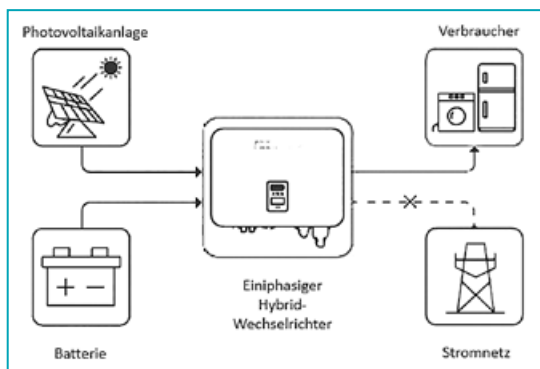 Photovoltaikanlage
Verbraucher
Einiphasiger
Hybrid-
Wechselrichter
Batterie
Stromnetz